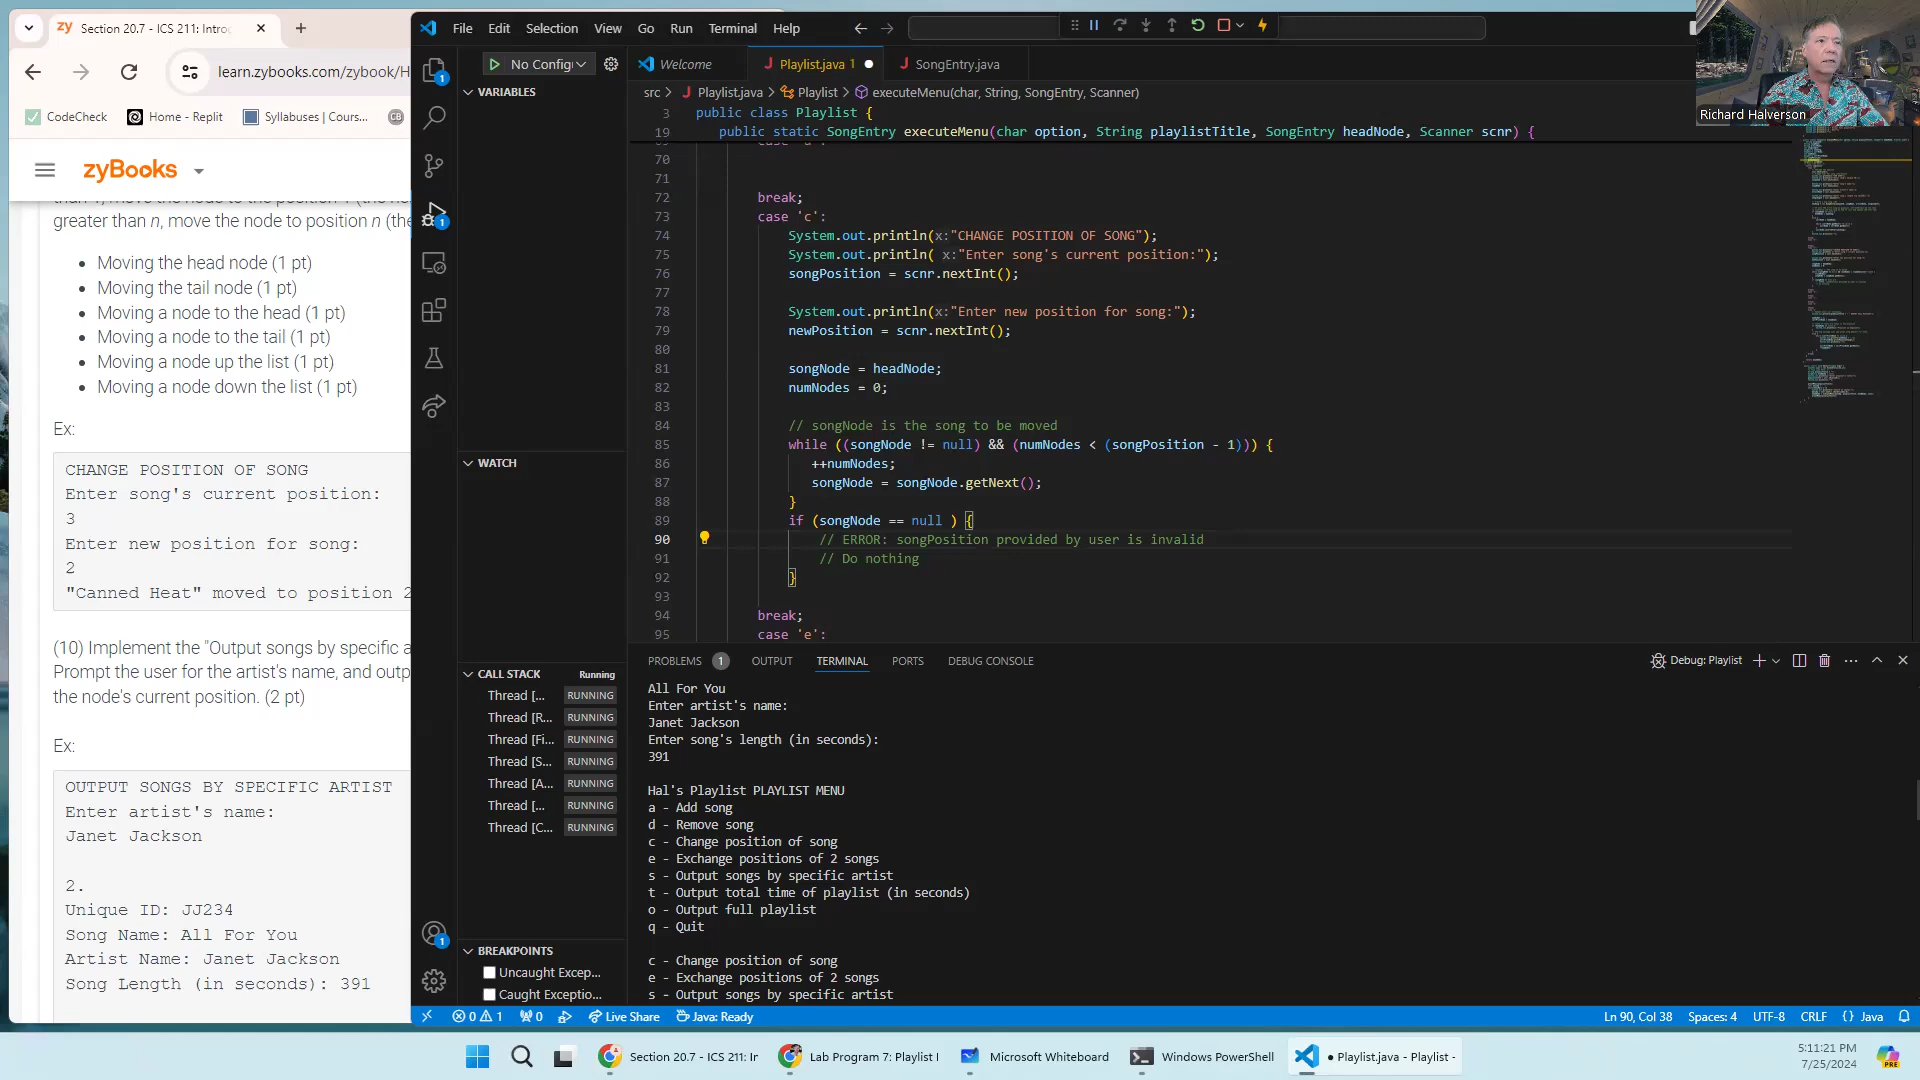 Section 20.7 - ICS 211: Introc
learn.zybooks.com/zybook/H
CodeCheck
Home - Replit
Syllabuses | Cours...
CB
zyBooks
greater than n, move the node to position n (the
Moving the head node (1 pt)
Moving the tail node (1 pt)
Moving a node to the head (1 pt)
Moving a node to the tail (1 pt)
Moving a node up the list (1 pt)
Moving a node down the list (1 pt)
Ex:
CHANGE POSITION OF SONG
Enter song's current position:
3
Enter new position for song:
2
"Canned Heat" moved to position 2
(10) Implement the "Output songs by specific a
Prompt the user for the artist's name, and outp
the node's current position. (2 pt)
Ex:
OUTPUT SONGS BY SPECIFIC ARTIST
Enter artist's name:
Janet Jackson
2.
Unique ID: JJ234
Song Name: All For You
Artist Name: Janet Jackson
Song Length (in seconds): 391
File Edit Selection View Go Run Terminal Help
No Config
VARIABLES
WATCH
CALL STACK Running
Thread [... RUNNING
Thread [R... RUNNING
Thread [Fi... RUNNING
Thread [S... RUNNING
Thread [A... RUNNING
Thread [... RUNNING
Thread [C... RUNNING
BREAKPOINTS
Uncaught Excep...
Caught Exceptio...
Welcome
Playlist.java 1
SongEntry.java
src > Playlist.java > Playlist > executeMenu(char, String, SongEntry, Scanner)
3 public class Playlist {
19 public static SongEntry executeMenu(char option, String playlistTitle, SongEntry headNode, Scanner scnr) {
70
71
72 break;
73 case 'c':
74 System.out.println(x:"CHANGE POSITION OF SONG");
75 System.out.println( x:"Enter song's current position:");
76 songPosition = scnr.nextInt();
77
78 System.out.println(x:"Enter new position for song:");
79 newPosition = scnr.nextInt();
80
81 songNode = headNode;
82 numNodes = 0;
83
84 // songNode is the song to be moved
85 while ((songNode != null) && (numNodes < (songPosition - 1))) {
86 ++numNodes;
87 songNode = songNode.getNext();
88 }
89 if (songNode == null ) {
90 // ERROR: songPosition provided by user is invalid
91 // Do nothing
92 }
93
94 break;
95 case 'e':
PROBLEMS 1 OUTPUT TERMINAL PORTS DEBUG CONSOLE
Debug: Playlist
All For You
Enter artist's name:
Janet Jackson
Enter song's length (in seconds):
391
Hal's Playlist PLAYLIST MENU
a - Add song
d - Remove song
c - Change position of song
e - Exchange positions of 2 songs
s - Output songs by specific artist
t - Output total time of playlist (in seconds)
o - Output full playlist
q - Quit
c - Change position of song
e - Exchange positions of 2 songs
s - Output songs by specific artist
Richard Halverson
0 1 0 Live Share Java: Ready
Ln 90, Col 38 Spaces: 4 UTF-8 CRLF {} Java
Section 20.7 - ICS 211: Ir
Lab Program 7: Playlist I
Microsoft Whiteboard
Windows PowerShell
● Playlist.java - Playlist -
5:11:21 PM
7/25/2024
PRE